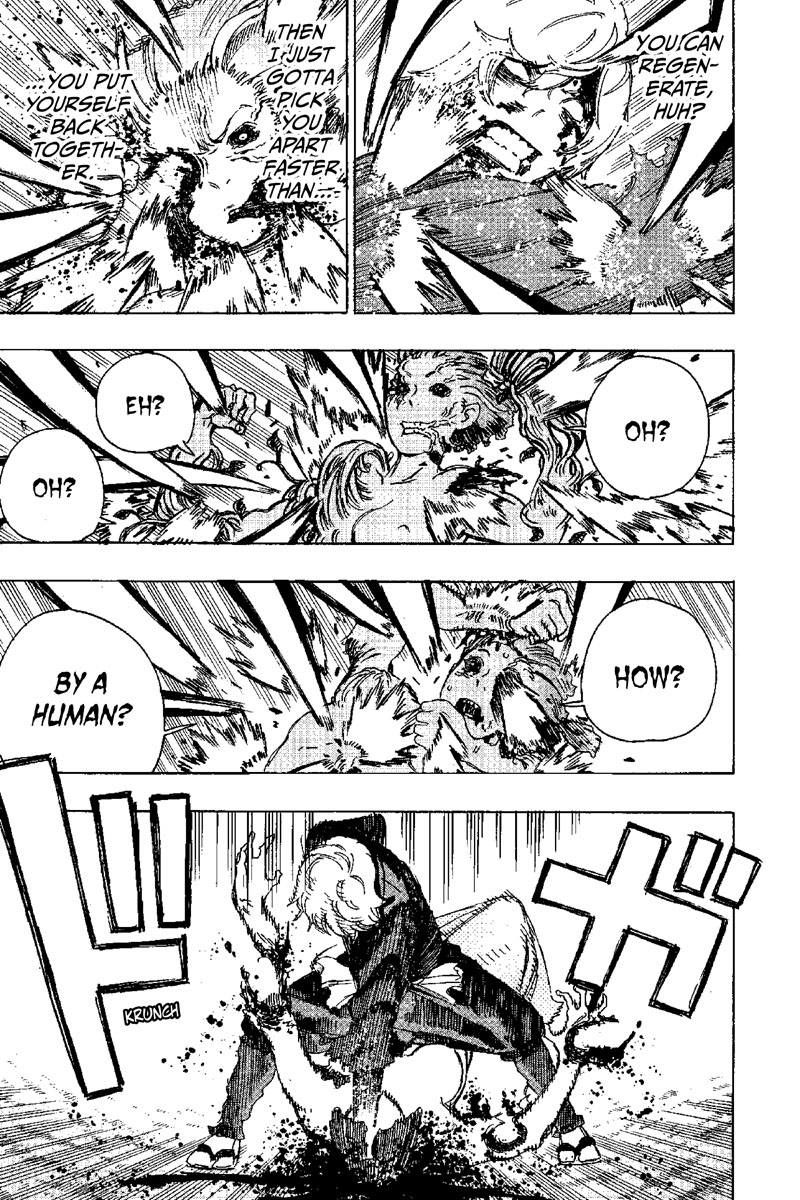 YOU CAN
REGEN-
ERATE,
HUH?
THEN
I JUST
GOTTA
PICK
YOU
APART
FASTER
THAN...
...YOU PUT
YOURSELF
BACK
TOGETH-
ER.
OH?
EH?
OH?
HOW?
BY A
HUMAN?
ガ
ド
KRUNCH